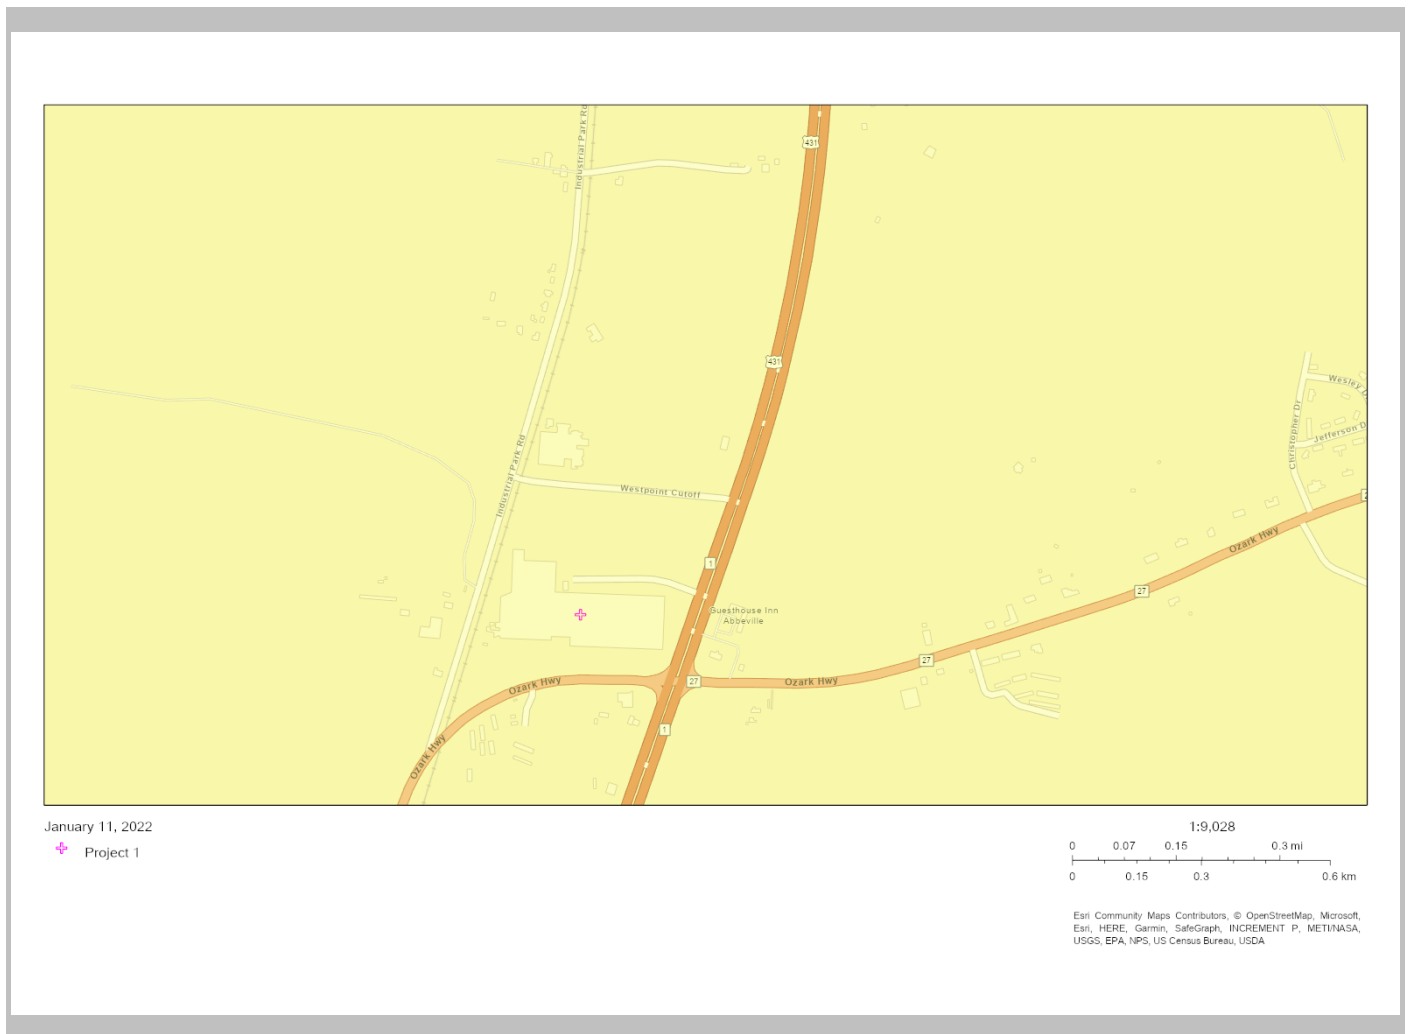 Industrial Park Rd
431
431
Wesley D
Christopher Dr
Jefferson D
Industrial Park Rd
Westpoint Cutoff
2
Ozark Hwy
1
27
Guesthouse Inn
Abbeville
27
Ozark Hwy
27
Ozark Hwy
1
Ozark Hwy
January 11, 2022
Project 1
1:9,028
0 0.07 0.15 0.3 mi
0 0.15 0.3 0.6 km
Esri Community Maps Contributors, © OpenStreetMap, Microsoft,
Esri, HERE, Garmin, SafeGraph, INCREMENT P, METI/NASA,
USGS, EPA, NPS, US Census Bureau, USDA